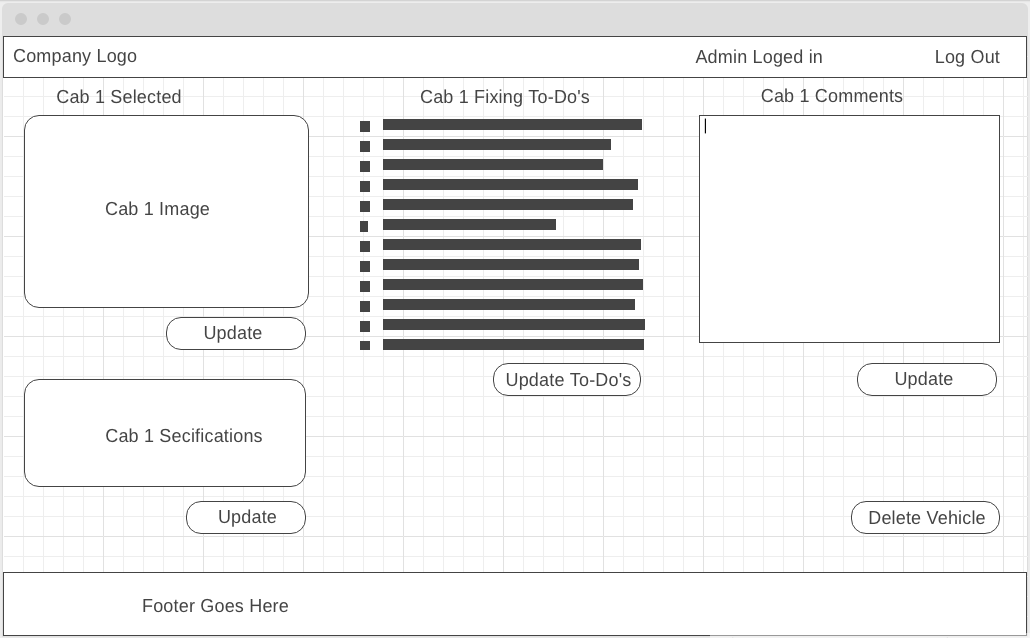 Company Logo
Admin Loged in
Log Out
Cab 1 Selected
Cab 1 Fixing To-Do's
Cab 1 Comments
Cab 1 Image
Update
Update To-Do's
Update
Cab 1 Secifications
Update
Delete Vehicle
Footer Goes Here